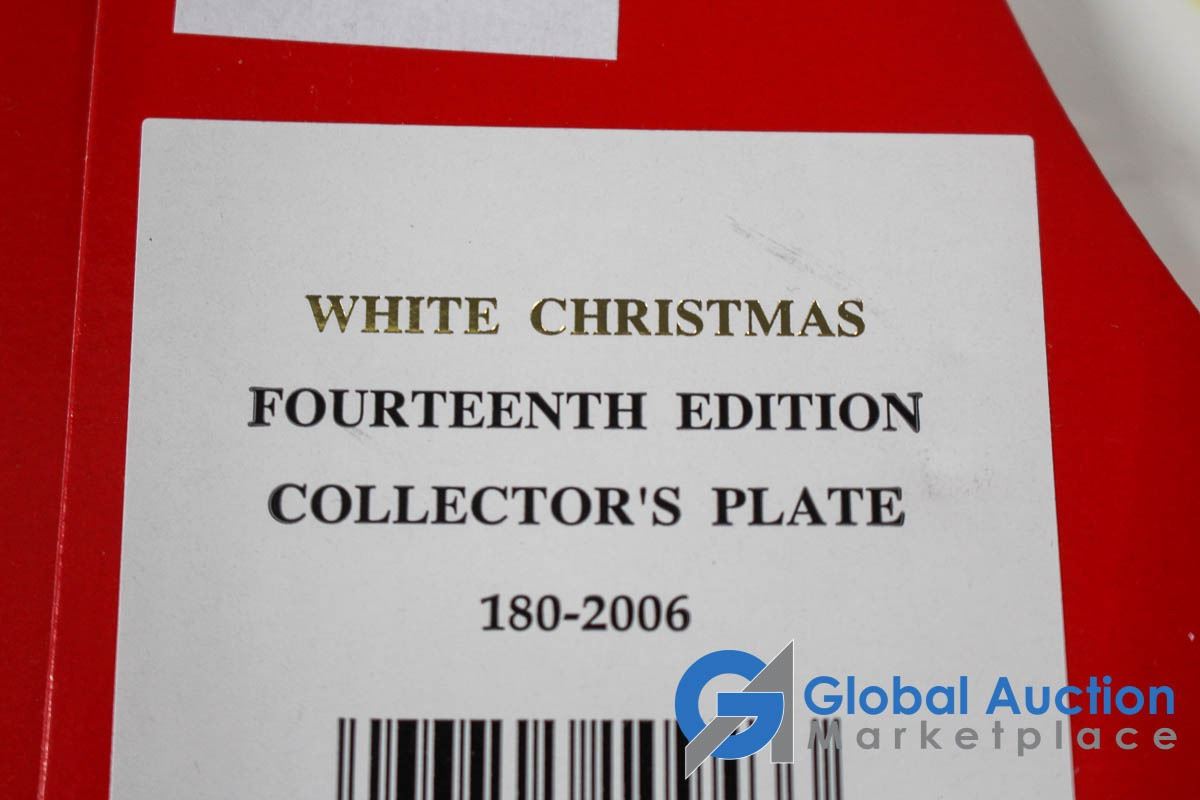 WHITE CHRISTMAS
FOURTEENTH EDITION
COLLECTOR'S PLATE
180-2006
Global Auction
Marketplace